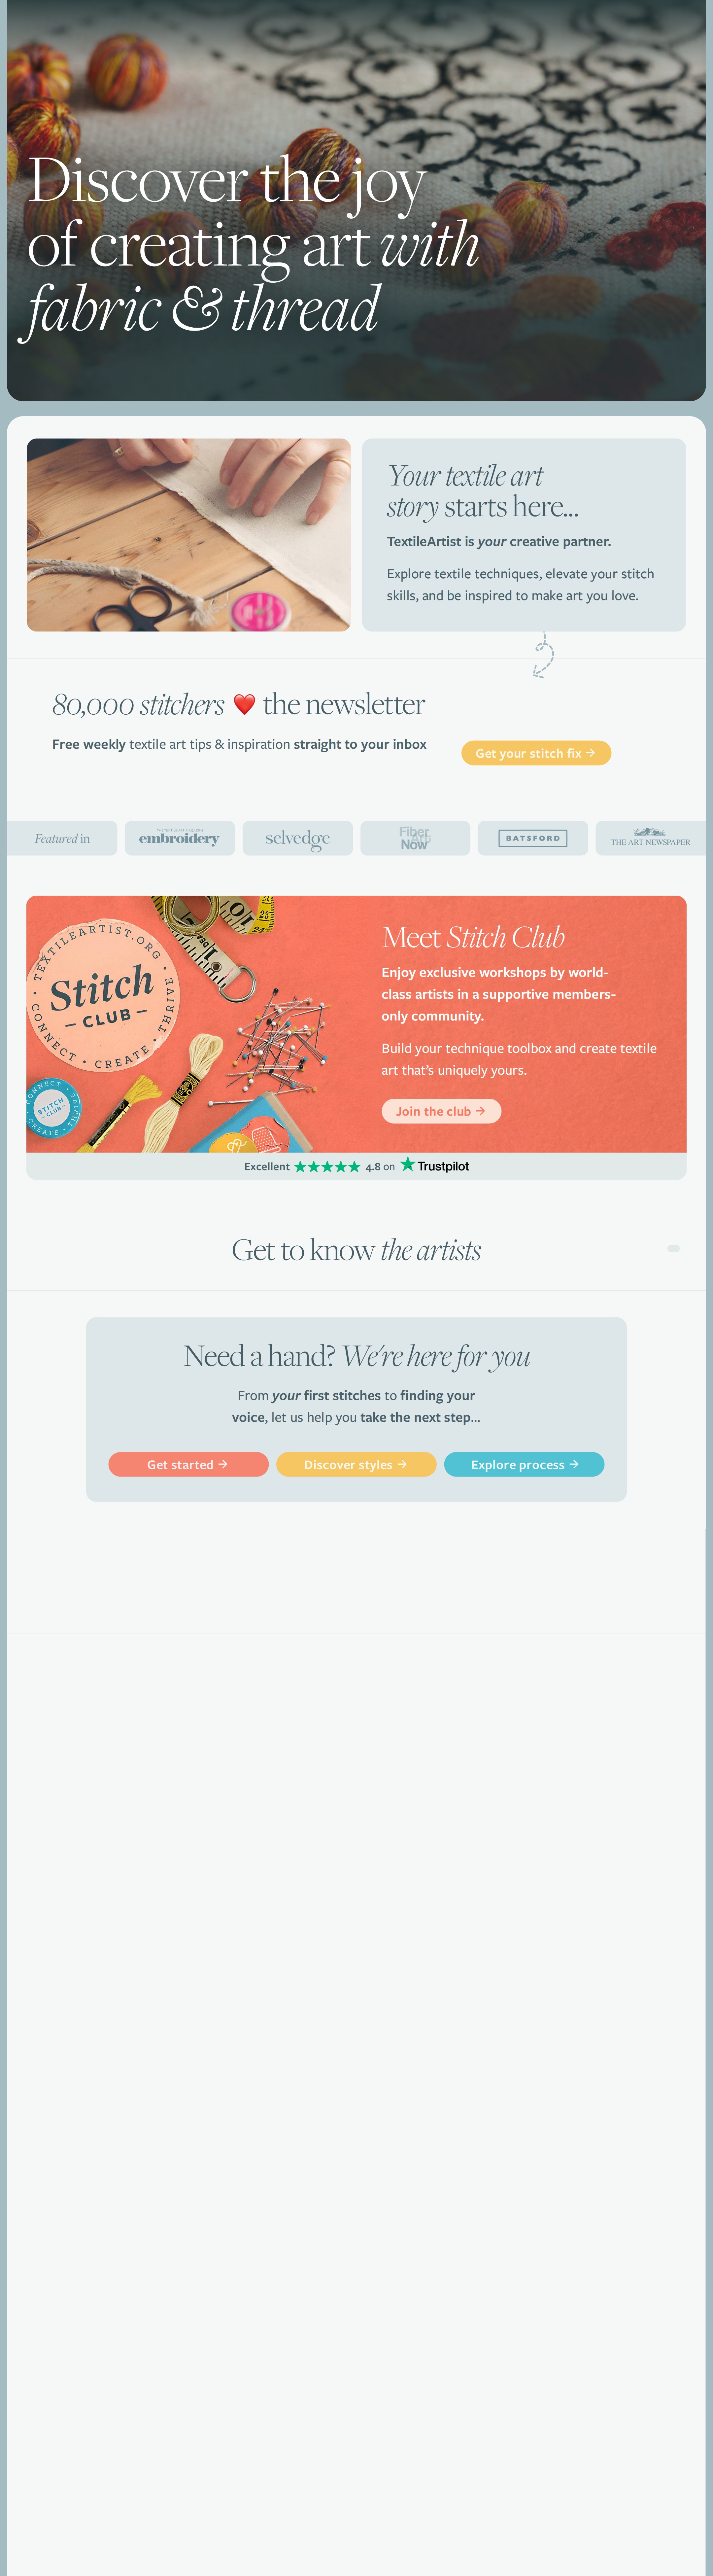 Discover the joy
of creating art with
fabric & thread
Your textile art
story starts here...
TextileArtist is your creative partner.
Explore textile techniques, elevate your stitch
skills, and be inspired to make art you love.
80,000 stitchers ❤️ the newsletter
Free weekly textile art tips & inspiration straight to your inbox
Get your stitch fix →
Featured in
embroidery
selvedge
Fiber
Art
Now
BATSFORD
THE ART NEWSPAPER
TEXTILEARTIST.ORG
Stitch
– CLUB –
CONNECT • CREATE • THRIVE
STITCH
CLUB
CONNECT • CREATE • THRIVE
Meet Stitch Club
Enjoy exclusive workshops by world-
class artists in a supportive members-
only community.
Build your technique toolbox and create textile
art that's uniquely yours.
Join the club →
Excellent ★★★★★ 4.8 on ★ Trustpilot
Get to know the artists
Need a hand? We're here for you
From your first stitches to finding your
voice, let us help you take the next step...
Get started →
Discover styles →
Explore process →